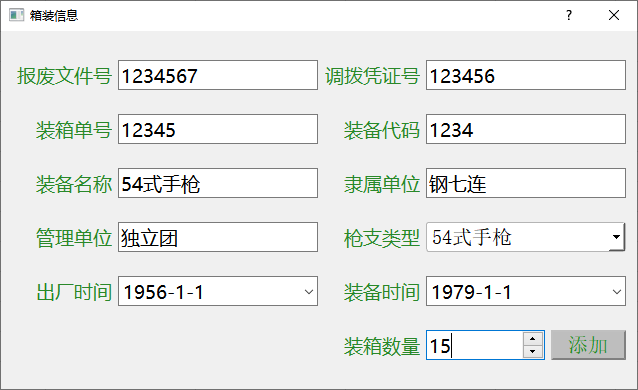 箱装信息
报废文件号 1234567 调拨凭证号 123456
装箱单号 12345 装备代码 1234
装备名称 54式手枪 隶属单位 钢七连
管理单位 独立团 枪支类型 54式手枪
出厂时间 1956-1-1 装备时间 1979-1-1
装箱数量 15 添加